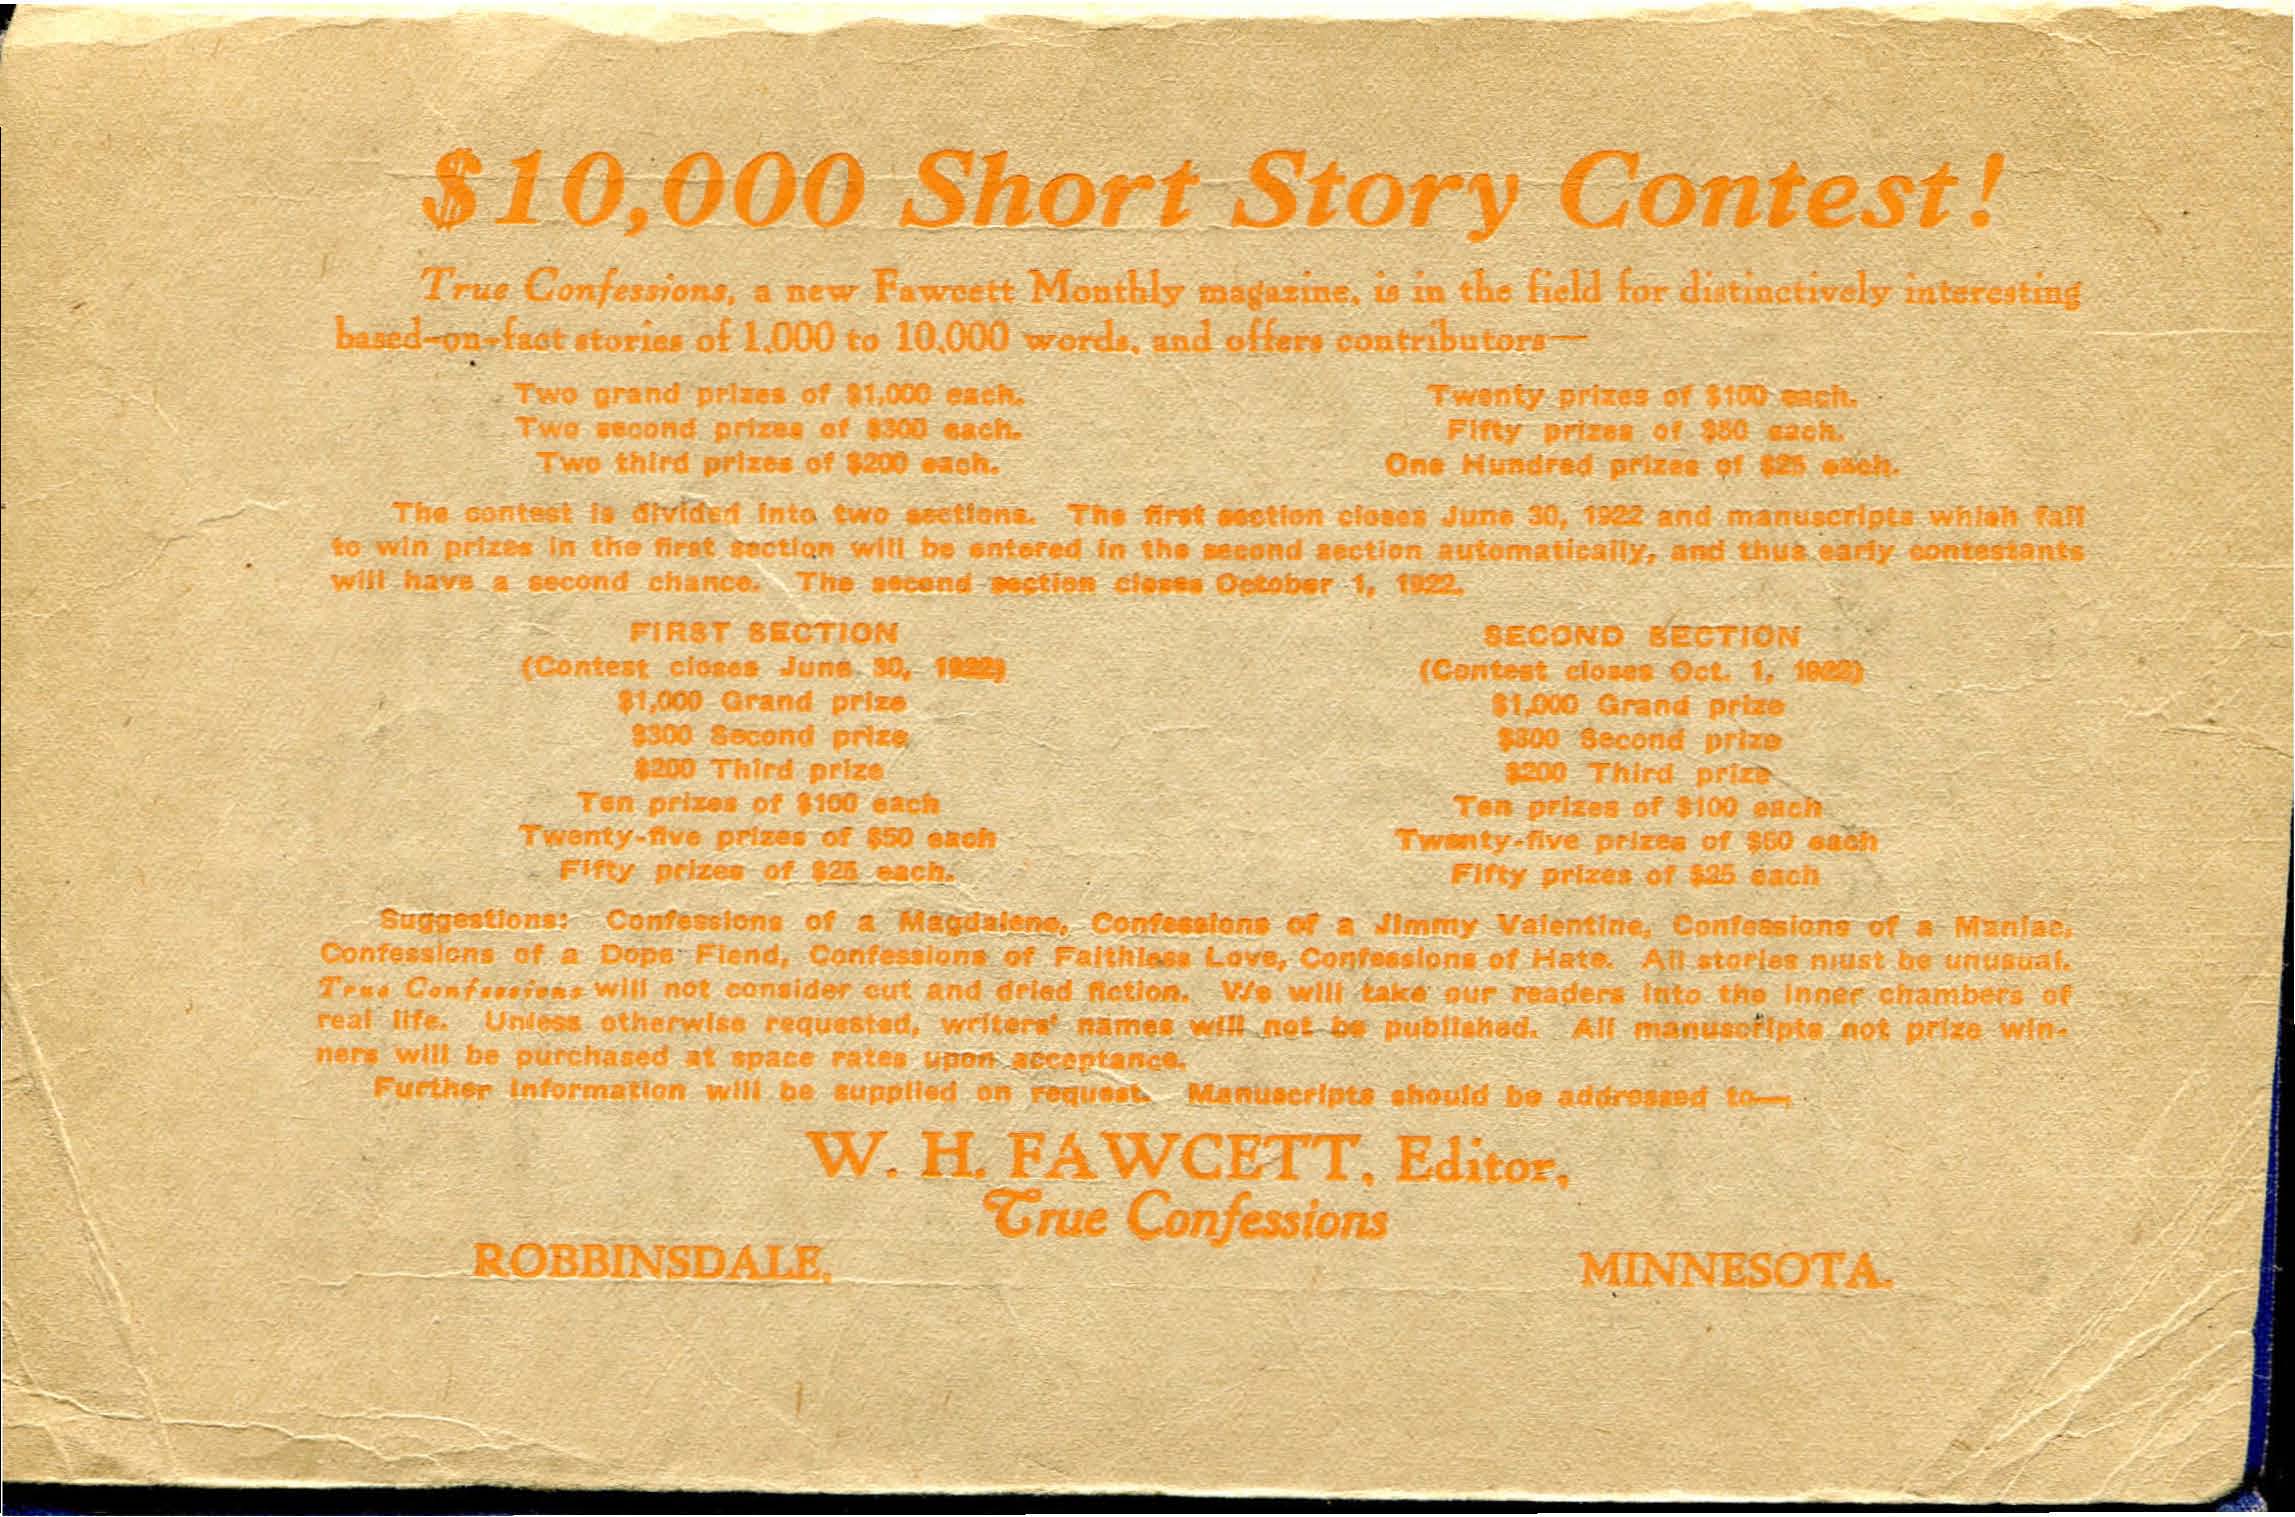 $10,000 Short Story Contest!
True Confessions, a new Fawcett Monthly magazine, is in the field for distinctively interesting
based-on-fact stories of 1,000 to 10,000 words, and offers contributors—
Two grand prizes of $1,000 each.
Two second prizes of $300 each.
Two third prizes of $200 each.
Twenty prizes of $100 each.
Fifty prizes of $50 each.
One Hundred prizes of $25 each.
The contest is divided into two sections. The first section closes June 30, 1922 and manuscripts which fail
to win prizes in the first section will be entered in the second section automatically, and thus early contestants
will have a second chance. The second section closes October 1, 1922.
FIRST SECTION
(Contest closes June 30, 1922)
$1,000 Grand prize
$300 Second prize
$200 Third prize
Ten prizes of $100 each
Twenty-five prizes of $50 each
Fifty prizes of $25 each.
SECOND SECTION
(Contest closes Oct. 1, 1922)
$1,000 Grand prize
$300 Second prize
$200 Third prize
Ten prizes of $100 each
Twenty-five prizes of $50 each
Fifty prizes of $25 each
Suggestions: Confessions of a Magdalene, Confessions of a Jimmy Valentine, Confessions of a Maniac,
Confessions of a Dope Fiend, Confessions of Faithless Love, Confessions of Hate. All stories must be unusual.
True Confessions will not consider cut and dried fiction. We will take our readers into the inner chambers of
real life. Unless otherwise requested, writers' names will not be published. All manuscripts not prize win-
ners will be purchased at space rates upon acceptance.
Further information will be supplied on request. Manuscripts should be addressed to—
W. H. FAWCETT, Editor,
True Confessions
ROBBINSDALE, MINNESOTA.